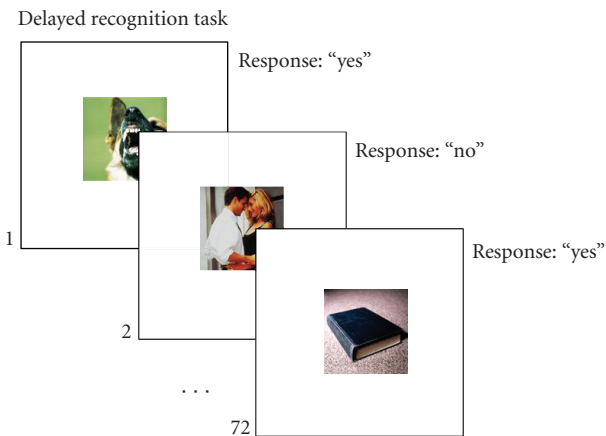 Delayed recognition task
Response: “yes”
Response: “no”
1
Response: “yes”
2
. . .
72